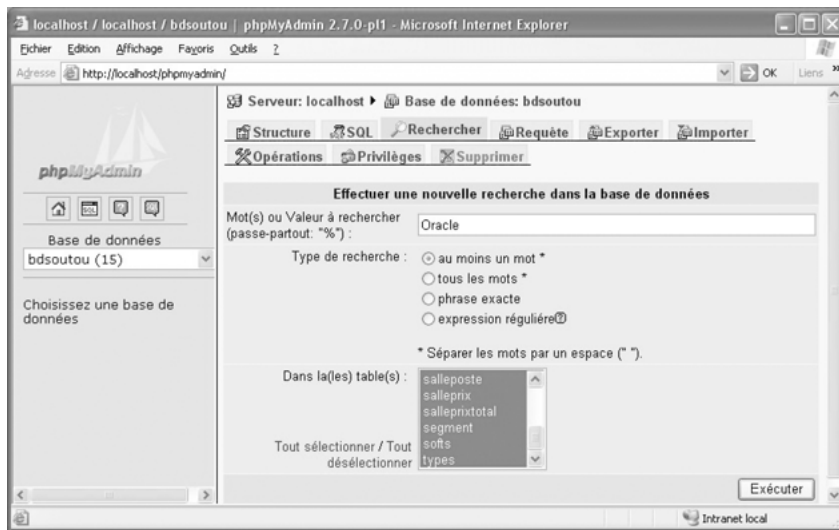 localhost / localhost / bdsoutou | phpMyAdmin 2.7.0-pl1 - Microsoft Internet Explorer
Fichier Edition Affichage Favoris Outils ?
Adresse http://localhost/phpmyadmin/ OK Liens »
phpMyAdmin
SQL
Base de données
bdsoutou (15)
Choisissez une base de
données
Serveur: localhost ▶ Base de données: bdsoutou
Structure SQL Rechercher Requête Exporter Importer
Opérations Privilèges Supprimer
Effectuer une nouvelle recherche dans la base de données
Mot(s) ou Valeur à rechercher
(passe-partout: "%") :
Oracle
Type de recherche :
au moins un mot *
tous les mots *
phrase exacte
expression réguliére
* Séparer les mots par un espace (" ").
Dans la(les) table(s) :
salleposte
salleprix
salleprixtotal
segment
softs
types
Tout sélectionner / Tout
désélectionner
Exécuter
Intranet local